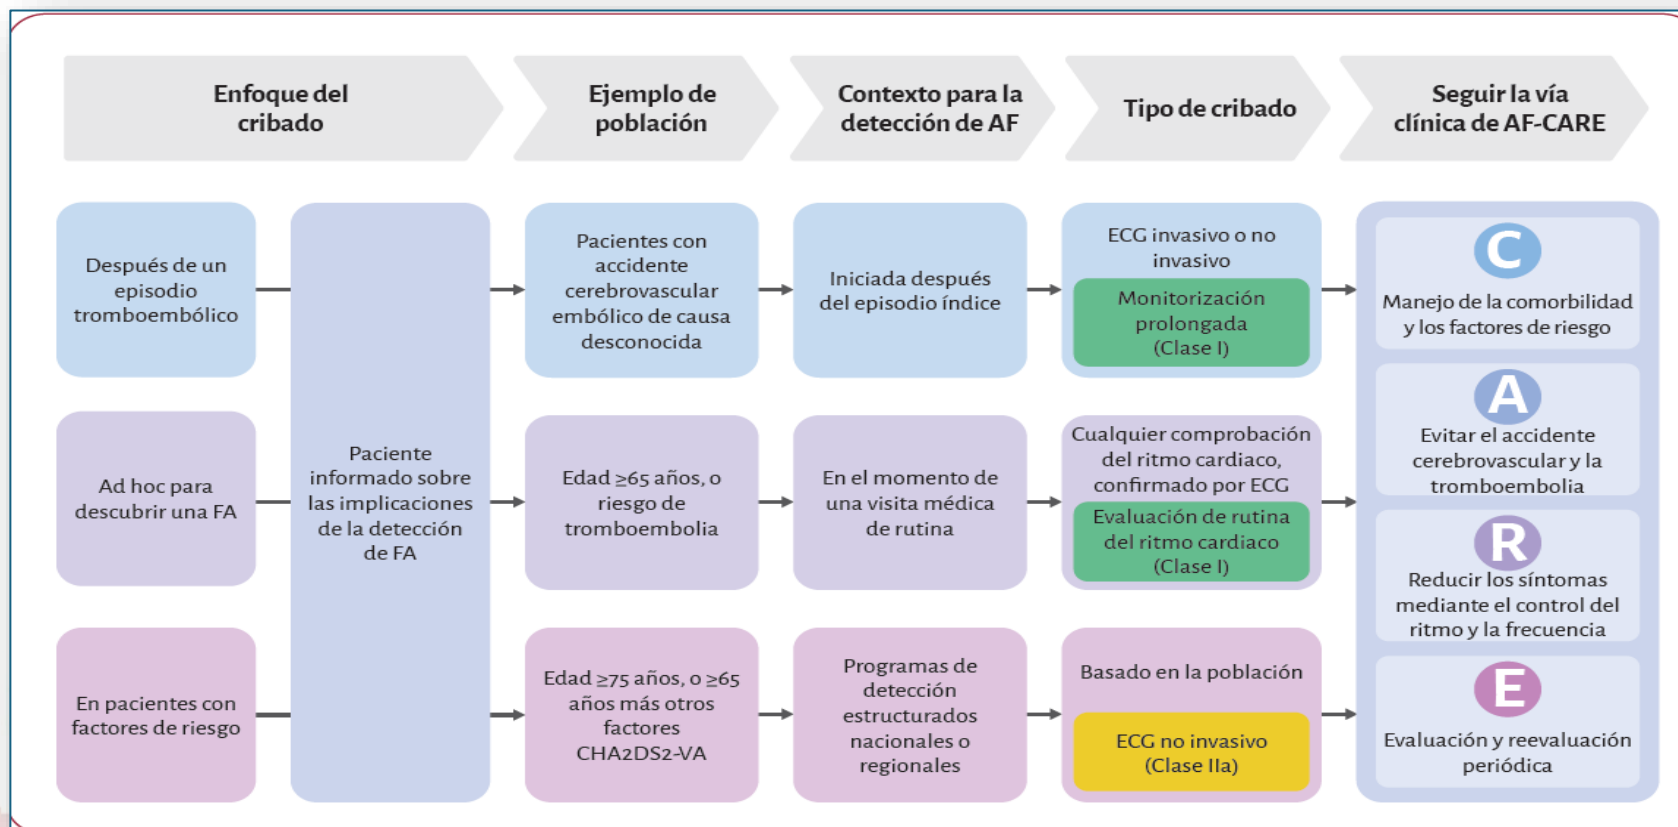 Enfoque del
cribado
Ejemplo de
población
Contexto para la
detección de AF
Tipo de cribado
Seguir la vía
clínica de AF-CARE
Después de un
episodio
tromboembólico
Paciente
informado sobre
las implicaciones
de la detección
de FA
Pacientes con
accidente
cerebrovascular
embólico de causa
desconocida
Iniciada después
del episodio índice
ECG invasivo o no
invasivo
Monitorización
prolongada
(Clase I)
Ad hoc para
descubrir una FA
Edad ≥65 años, o
riesgo de
tromboembolia
En el momento de
una visita médica
de rutina
Cualquier comprobación
del ritmo cardiaco,
confirmado por ECG
Evaluación de rutina
del ritmo cardiaco
(Clase I)
En pacientes con
factores de riesgo
Edad ≥75 años, o ≥65
años más otros
factores
CHA2DS2-VA
Programas de
detección
estructurados
nacionales o
regionales
Basado en la población
ECG no invasivo
(Clase IIa)
C
Manejo de la comorbilidad
y los factores de riesgo
A
Evitar el accidente
cerebrovascular y la
tromboembolia
R
Reducir los síntomas
mediante el control del
ritmo y la frecuencia
E
Evaluación y reevaluación
periódica